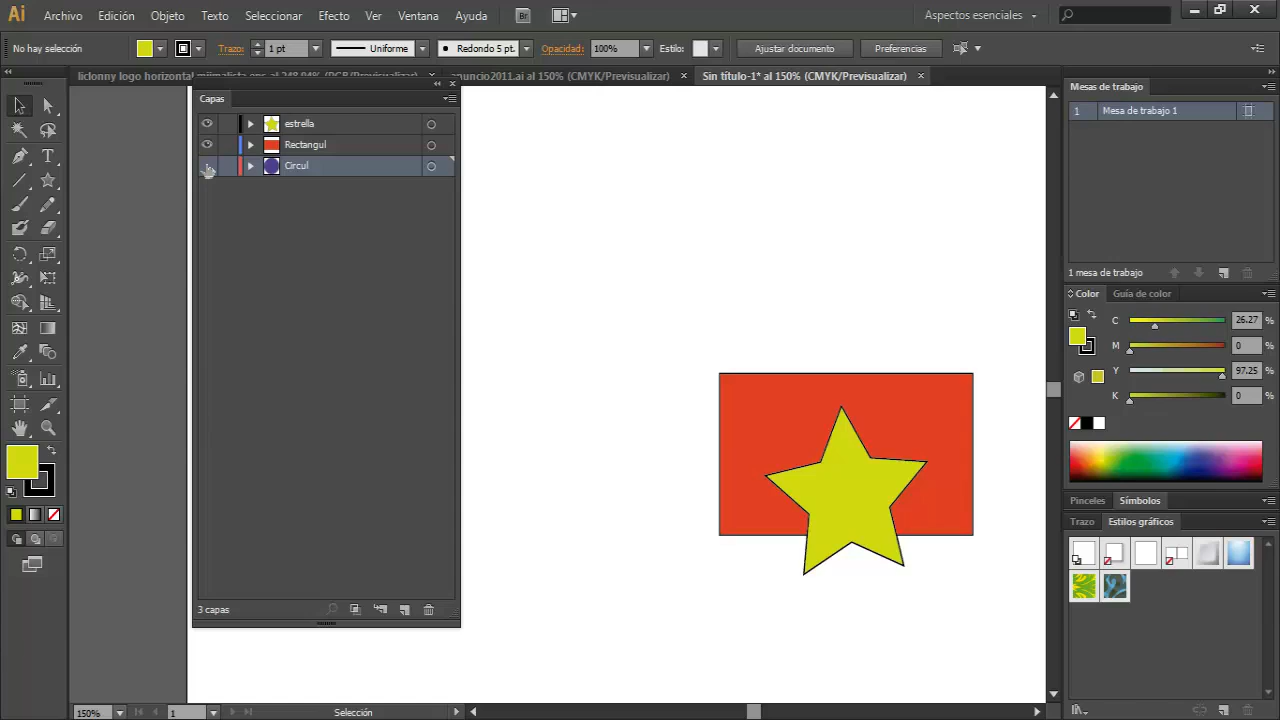 Ai Archivo Edición Objeto Texto Seleccionar Efecto Ver Ventana Ayuda Br Aspectos esenciales
No hay selección Trazo: 1 pt Uniforme Redondo 5 pt. Opacidad: 100% Estilo: Ajustar documento Preferencias
anuncio2011.ai al 150% (CMYK/Previsualizar) × Sin título-1* al 150% (CMYK/Previsualizar) ×
Capas
estrella
Rectangul
Circul
3 capas
Mesas de trabajo
1 Mesa de trabajo 1
1 mesa de trabajo
Color Guía de color
C 26.27 %
M 0 %
Y 97.25 %
K 0 %
Pinceles Símbolos
Trazo Estilos gráficos
T
150% 1 Selección